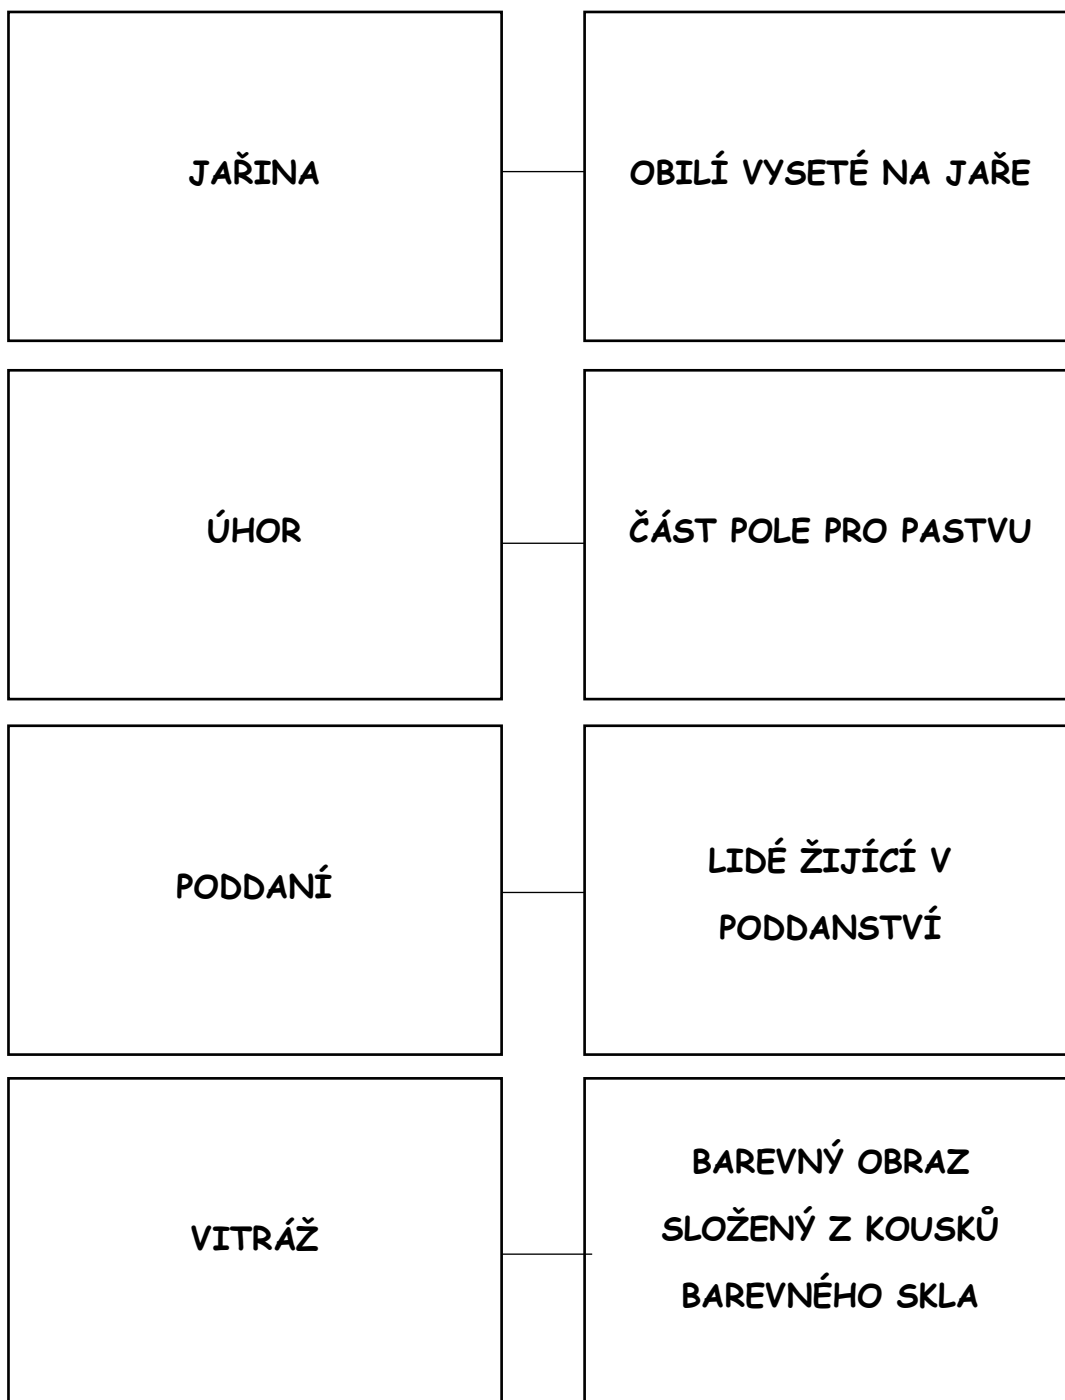 JAŘINA
OBILÍ VYSETÉ NA JAŘE
ÚHOR
ČÁST POLE PRO PASTVU
PODDANÍ
LIDÉ ŽIJÍCÍ V
PODDANSTVÍ
VITRÁŽ
BAREVNÝ OBRAZ
SLOŽENÝ Z KOUSKŮ
BAREVNÉHO SKLA